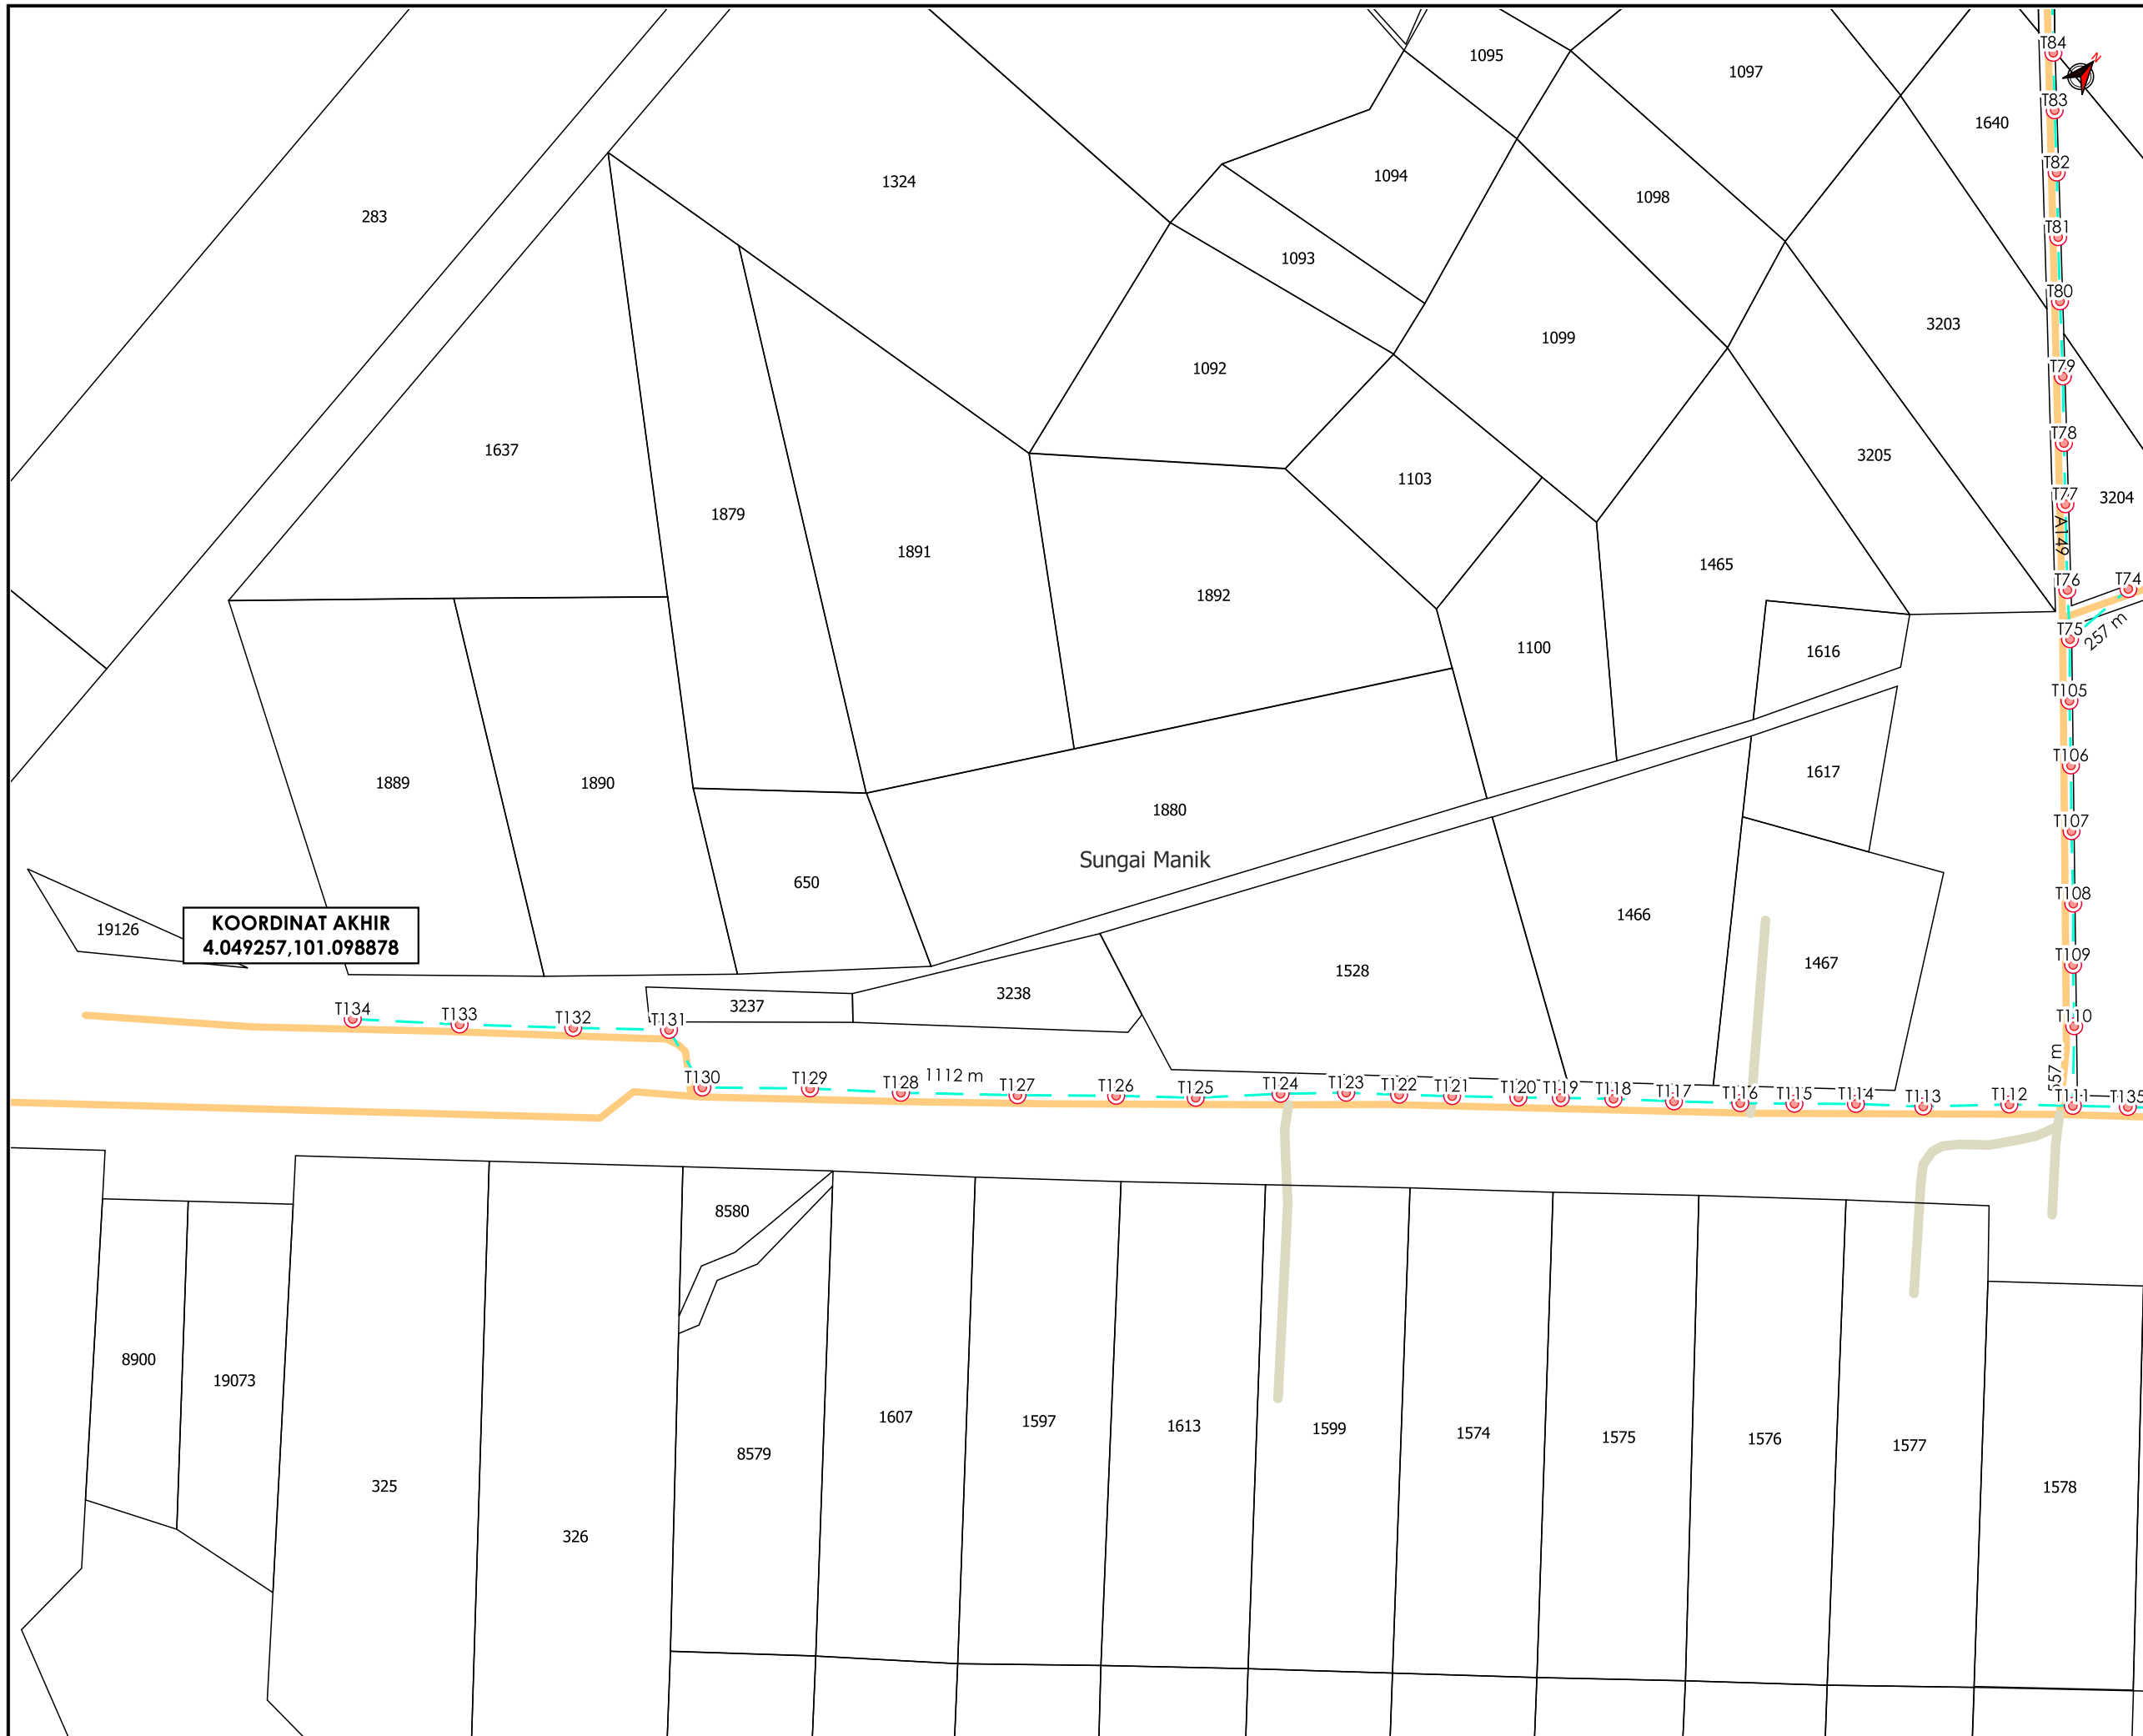 T84
1095
1097
N
T83
1640
T82
1094
1324
1098
283
T81
1093
T80
3203
1099
1092
T79
T78
1637
3205
1103
T77
3204
1879
A149
1891
1465
T76
T74
1892
257 m
T75
1100
1616
T105
T106
1617
1889
1890
1880
T107
Sungai Manik
650
T108
1466
KOORDINAT AKHIR
4.049257,101.098878
19126
T109
1467
1528
3238
3237
T134
T133
T132
T131
T110
557 m
T130
T129
T128
1112 m
T127
T126
T125
T124
T123
T122
T121
T120
T119
T118
T117
T116
T115
T114
T113
T112
T111
T135
8580
8900
19073
1607
1597
1613
1599
1574
1575
1576
1577
8579
325
1578
326